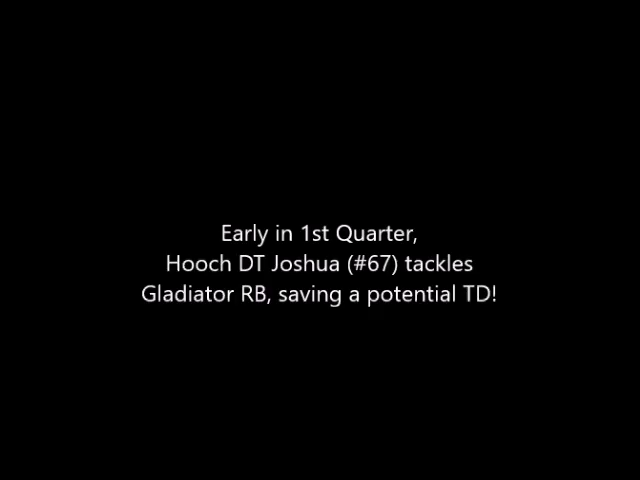 Early in 1st Quarter,
Hooch DT Joshua (#67) tackles
Gladiator RB, saving a potential TD!